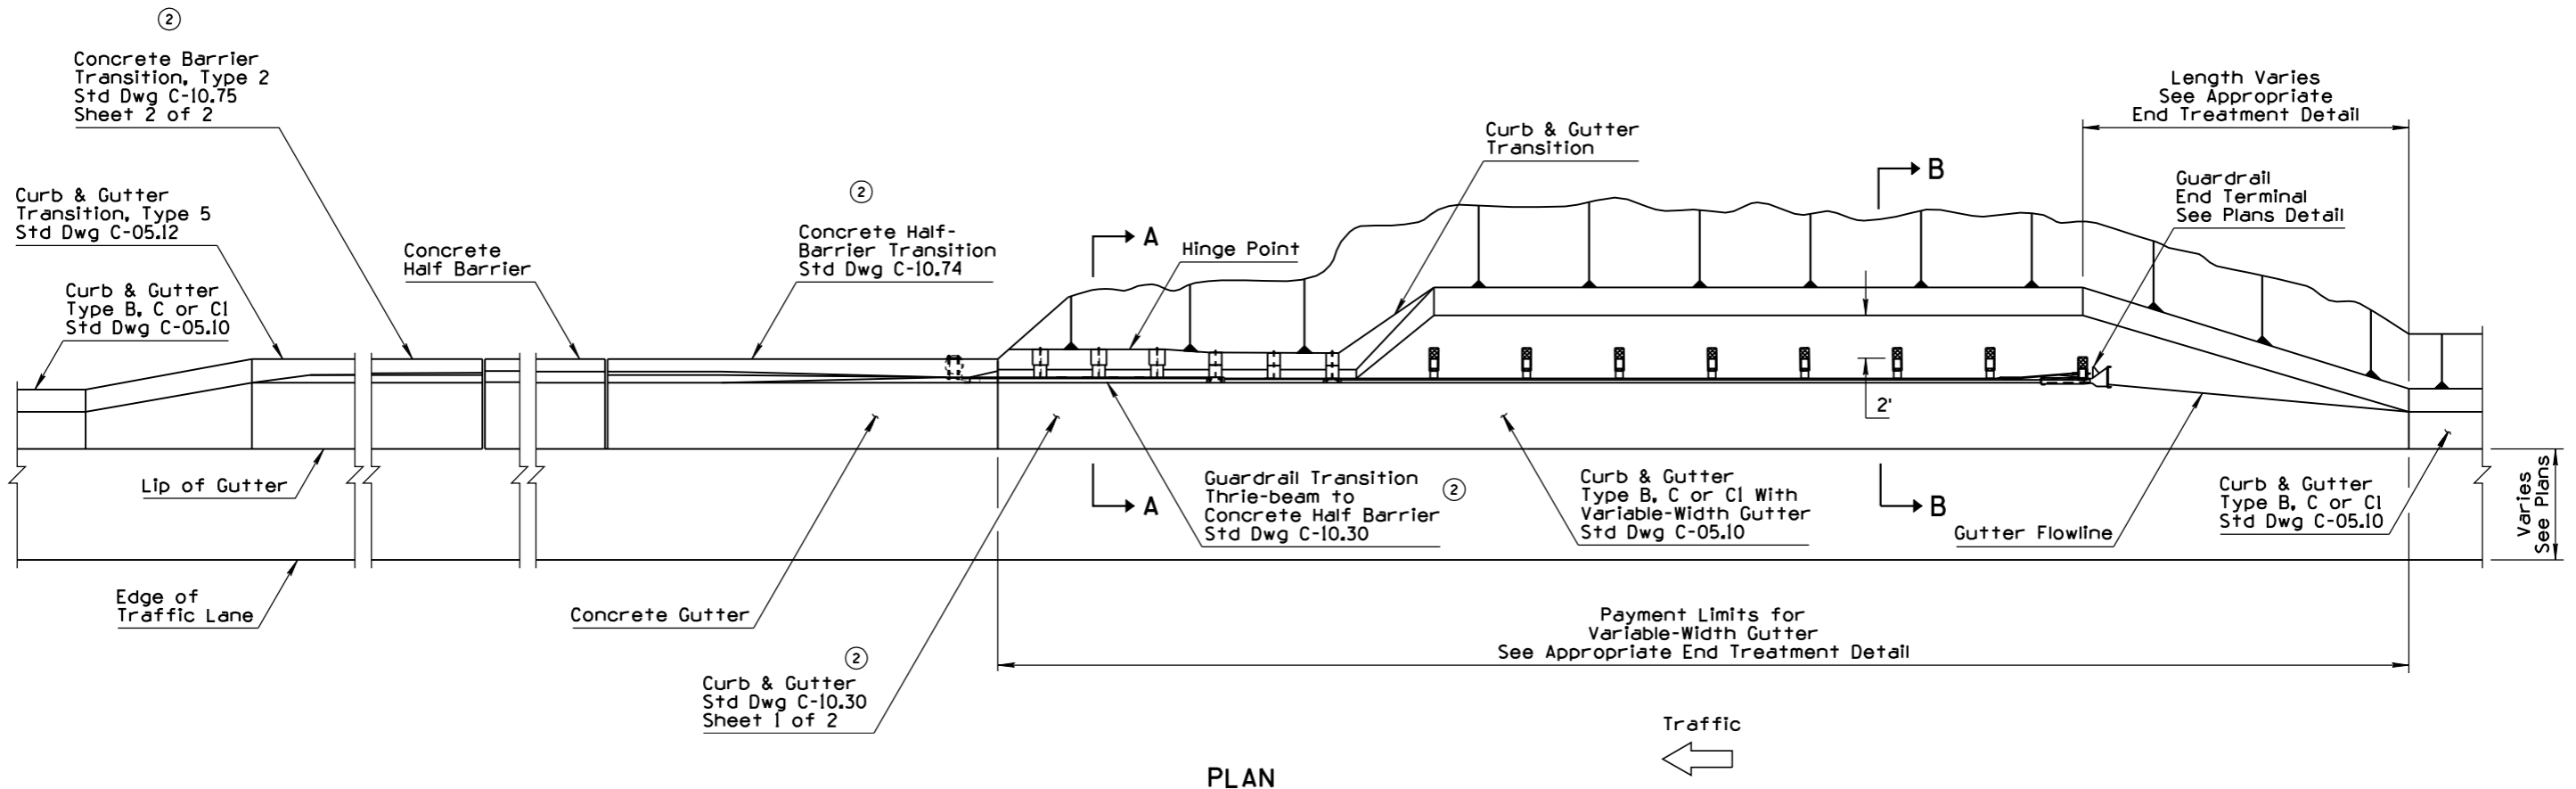 ②
Concrete Barrier
Transition, Type 2
Std Dwg C-10.75
Sheet 2 of 2
Curb & Gutter
Transition, Type 5
Std Dwg C-05.12
Curb & Gutter
Type B, C or C1
Std Dwg C-05.10
Concrete
Half Barrier
②
Concrete Half-
Barrier Transition
Std Dwg C-10.74
A
Hinge Point
Curb & Gutter
Transition
B
Length Varies
See Appropriate
End Treatment Detail
Guardrail
End Terminal
See Plans Detail
2'
Lip of Gutter
A
Guardrail Transition
Thrie-beam to
Concrete Half Barrier
Std Dwg C-10.30
②
Curb & Gutter
Type B, C or C1 With
Variable-Width Gutter
Std Dwg C-05.10
B
Gutter Flowline
Curb & Gutter
Type B, C or C1
Std Dwg C-05.10
Varies
See Plans
Edge of
Traffic Lane
Concrete Gutter
②
Curb & Gutter
Std Dwg C-10.30
Sheet 1 of 2
Payment Limits for
Variable-Width Gutter
See Appropriate End Treatment Detail
Traffic
PLAN